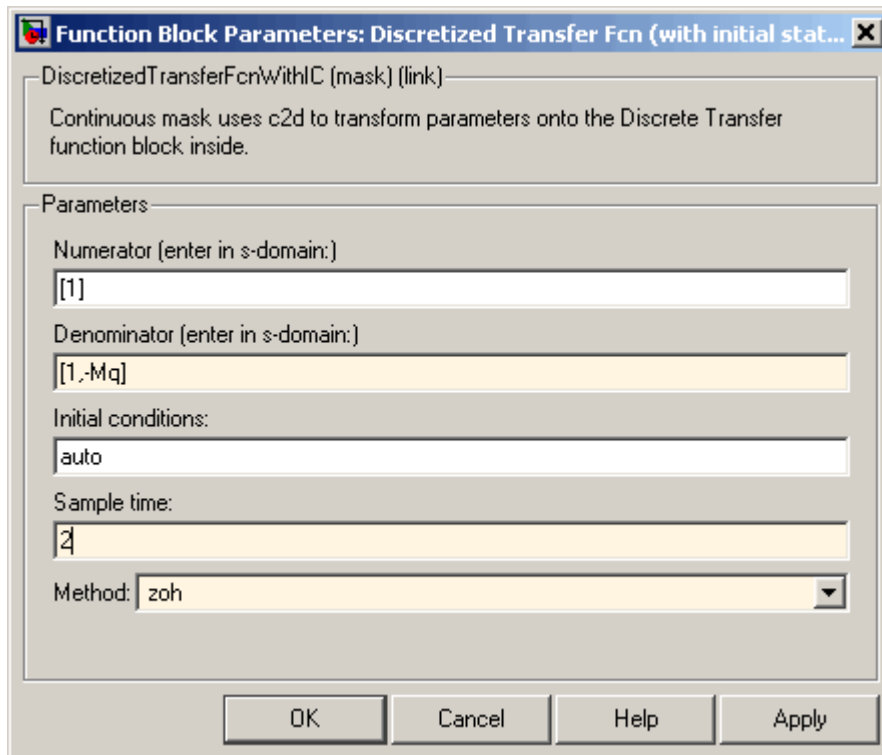 Function Block Parameters: Discretized Transfer Fcn (with initial stat...
DiscretizedTransferFcnWithIC (mask) (link)
Continuous mask uses c2d to transform parameters onto the Discrete Transfer
function block inside.
Parameters
Numerator (enter in s-domain:)
[1]
Denominator (enter in s-domain:)
[1,-Mq]
Initial conditions:
auto
Sample time:
2
Method: zoh
OK Cancel Help Apply